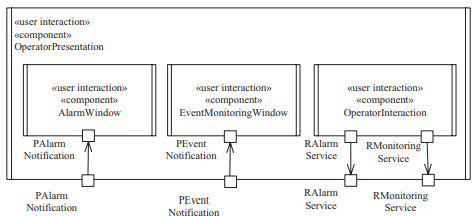 «user interaction»
«component»
OperatorPresentation
«user interaction»
«component»
AlarmWindow
«user interaction»
«component»
EventMonitoringWindow
«user interaction»
«component»
OperatorInteraction
PAlarm
Notification
PEvent
Notification
RAlarm
Service
RMonitoring
Service
PAlarm
Notification
PEvent
Notification
RAlarm
Service
RMonitoring
Service